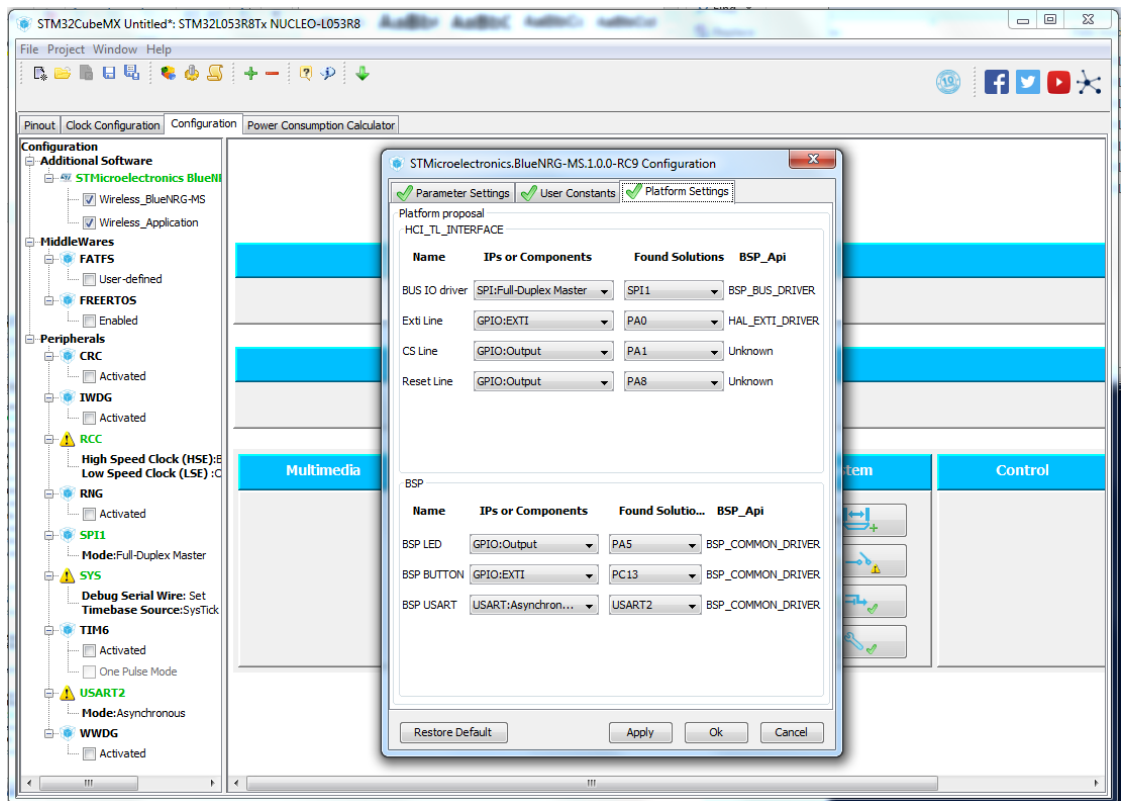 STM32CubeMX Untitled*: STM32L053R8Tx NUCLEO-L053R8
File Project Window Help
19
Pinout Clock Configuration Configuration Power Consumption Calculator
Configuration
Additional Software
STMicroelectronics BlueN
Wireless_BlueNRG-MS
Wireless_Application
MiddleWares
FATFS
User-defined
FREERTOS
Enabled
Peripherals
CRC
Activated
IWDG
Activated
RCC
High Speed Clock (HSE):
Low Speed Clock (LSE) :
RNG
Activated
SPI1
Mode:Full-Duplex Master
SYS
Debug Serial Wire: Set
Timebase Source:SysTick
TIM6
Activated
One Pulse Mode
USART2
Mode:Asynchronous
WWDG
Activated
Multimedia
stem
Control
STMicroelectronics.BlueNRG-MS.1.0.0-RC9 Configuration
Parameter Settings User Constants Platform Settings
Platform proposal
HCI_TL_INTERFACE
Name IPs or Components Found Solutions BSP_Api
BUS IO driver SPI:Full-Duplex Master SPI1 BSP_BUS_DRIVER
Exti Line GPIO:EXTI PA0 HAL_EXTI_DRIVER
CS Line GPIO:Output PA1 Unknown
Reset Line GPIO:Output PA8 Unknown
BSP
Name IPs or Components Found Solutio... BSP_Api
BSP LED GPIO:Output PA5 BSP_COMMON_DRIVER
BSP BUTTON GPIO:EXTI PC13 BSP_COMMON_DRIVER
BSP USART USART:Asynchron... USART2 BSP_COMMON_DRIVER
Restore Default Apply Ok Cancel